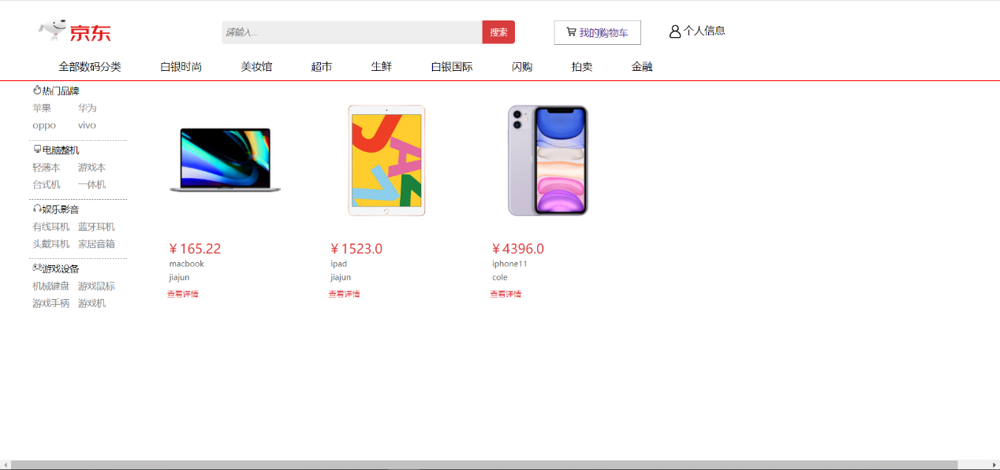 京东
请输入...
搜索
我的购物车
个人信息
全部数码分类 白银时尚 美妆馆 超市 生鲜 白银国际 闪购 拍卖 金融
热门品牌
苹果 华为
oppo vivo
电脑整机
轻薄本 游戏本
台式机 一体机
娱乐影音
有线耳机 蓝牙耳机
头戴耳机 家居音箱
游戏设备
机械键盘 游戏鼠标
游戏手柄 游戏机
￥165.22
macbook
jiajun
查看详情
￥1523.0
ipad
jiajun
查看详情
￥4396.0
iphone11
cole
查看详情